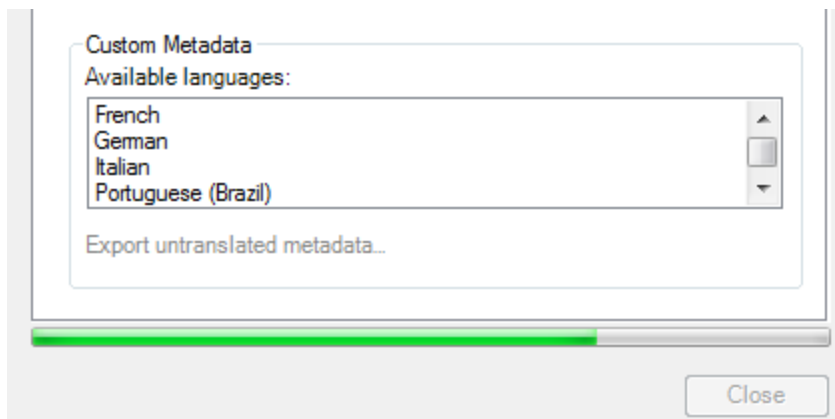 Custom Metadata
Available languages:
French
German
Italian
Portuguese (Brazil)
Export untranslated metadata...
Close